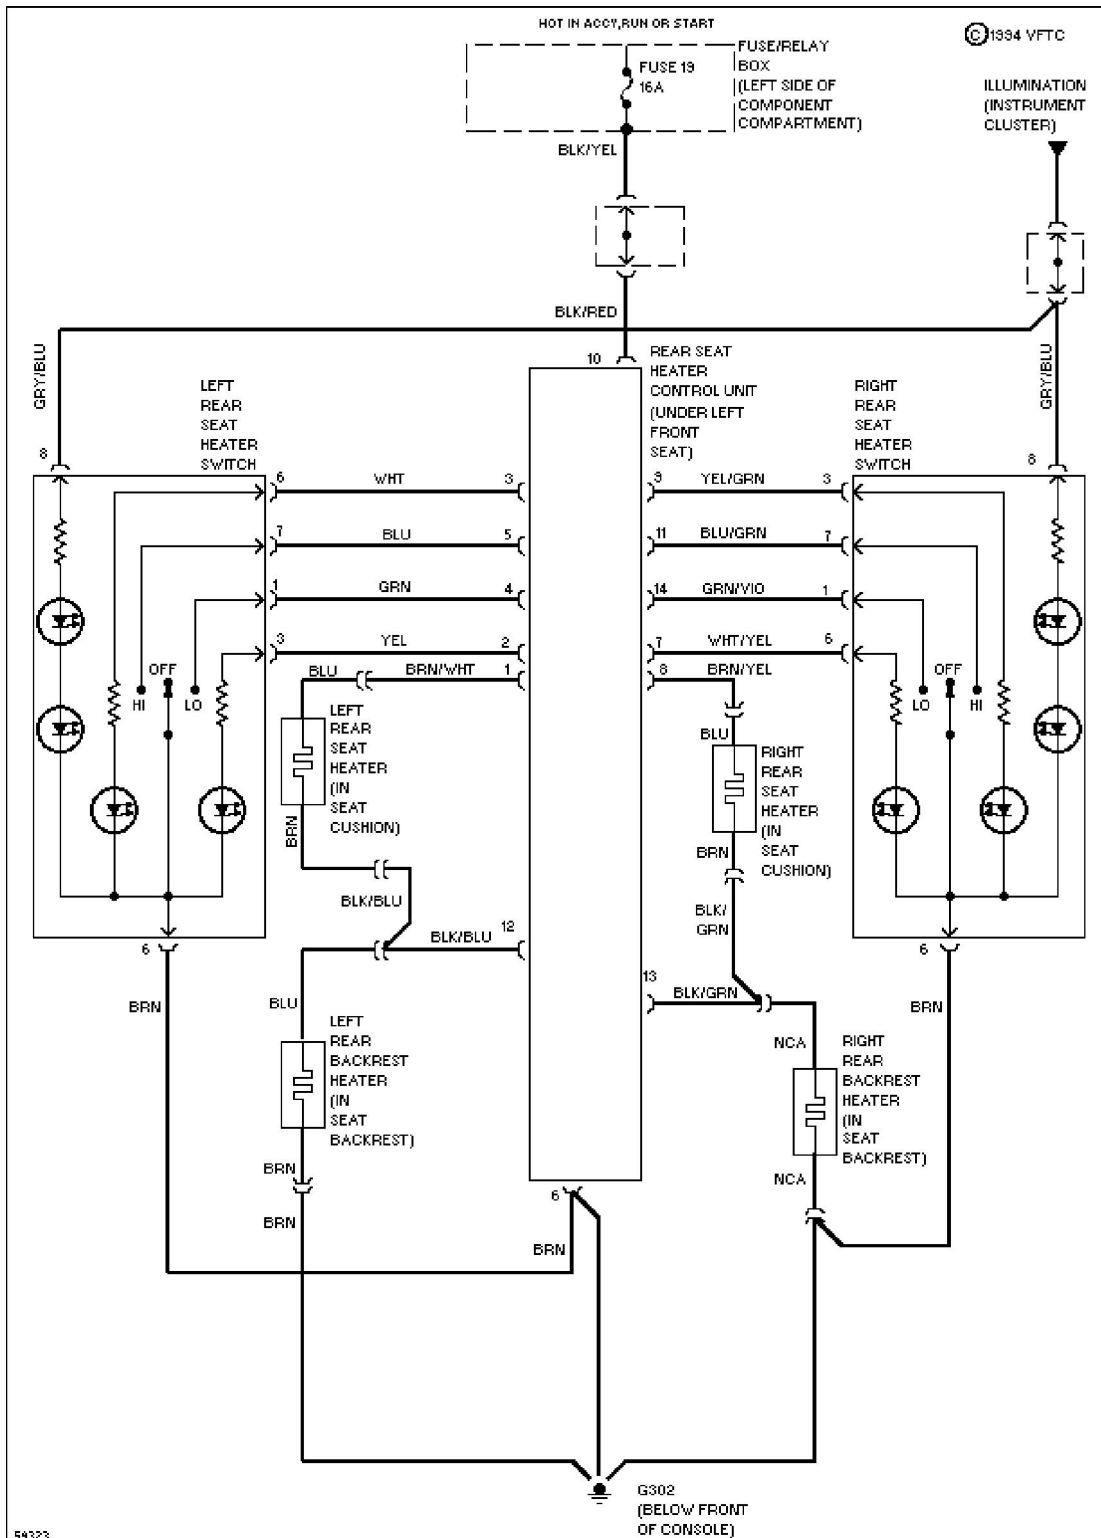 HOT IN ACCY,RUN OR START
© 1994 VFTC
FUSE/RELAY
BOX
(LEFT SIDE OF
COMPONENT
COMPARTMENT)
FUSE 19
16A
ILLUMINATION
(INSTRUMENT
CLUSTER)
BLK/YEL
BLK/RED
GRY/BLU
GRY/BLU
10
REAR SEAT
HEATER
CONTROL UNIT
(UNDER LEFT
FRONT
SEAT)
LEFT
REAR
SEAT
HEATER
SWITCH
RIGHT
REAR
SEAT
HEATER
SWITCH
8
8
6 WHT 3
9 YEL/GRN 3
7 BLU 5
11 BLU/GRN 7
1 GRN 4
14 GRN/VIO 1
3 YEL 2
7 WHT/YEL 6
BLU BRN/WHT 1
8 BRN/YEL
OFF
HI
LO
OFF
LO
HI
LEFT
REAR
SEAT
HEATER
(IN
SEAT
CUSHION)
BRN
BLU
RIGHT
REAR
SEAT
HEATER
(IN
SEAT
CUSHION)
BRN
BLK/BLU
BLK/
GRN
BLK/BLU 12
13
BLK/GRN
6
6
BRN
BLU
BRN
LEFT
REAR
BACKREST
HEATER
(IN
SEAT
BACKREST)
NCA
RIGHT
REAR
BACKREST
HEATER
(IN
SEAT
BACKREST)
BRN
NCA
6
BRN
BRN
G302
(BELOW FRONT
OF CONSOLE)
59323